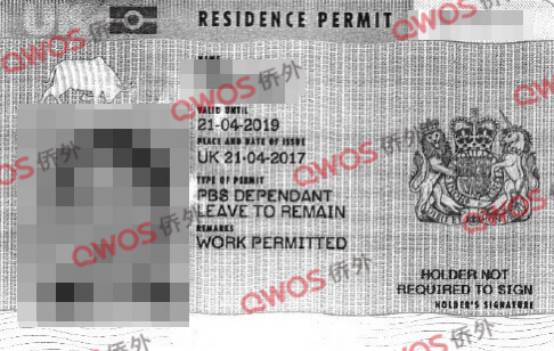 UK
RESIDENCE PERMIT
NAME
VALID UNTIL
21-04-2019
PLACE AND DATE OF ISSUE
UK 21-04-2017
TYPE OF PERMIT
PBS DEPENDANT
LEAVE TO REMAIN
REMARKS
WORK PERMITTED
HOLDER NOT
REQUIRED TO SIGN
HOLDER'S SIGNATURE
QWOS 侨外
QWOS 侨外
QWOS 侨外
QWOS 侨外
QWOS 侨外
QWOS 侨外